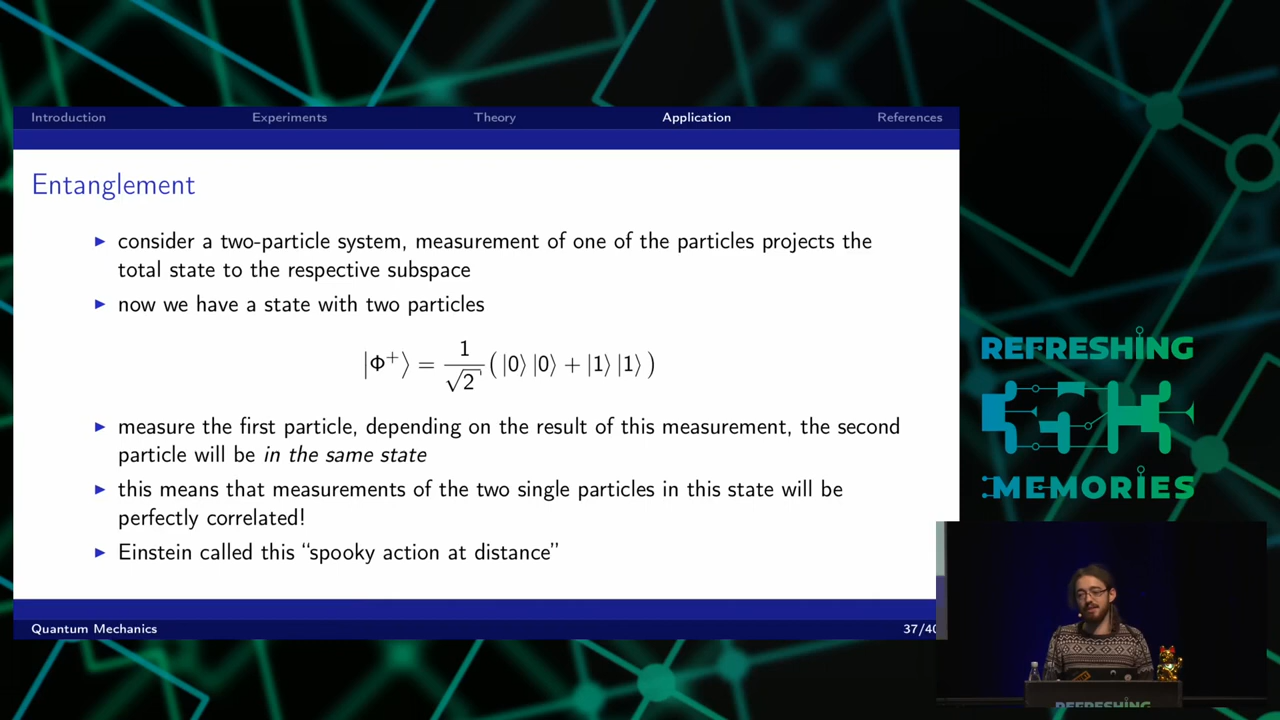 Introduction Experiments Theory Application References
Entanglement
▶ consider a two-particle system, measurement of one of the particles projects the
total state to the respective subspace
▶ now we have a state with two particles
|Φ⁺⟩ = 1/√2 ( |0⟩ |0⟩ + |1⟩ |1⟩ )
▶ measure the first particle, depending on the result of this measurement, the second
particle will be in the same state
▶ this means that measurements of the two single particles in this state will be
perfectly correlated!
▶ Einstein called this “spooky action at distance”
Quantum Mechanics 37/40
REFRESHING
MEMORIES
REFRESHING